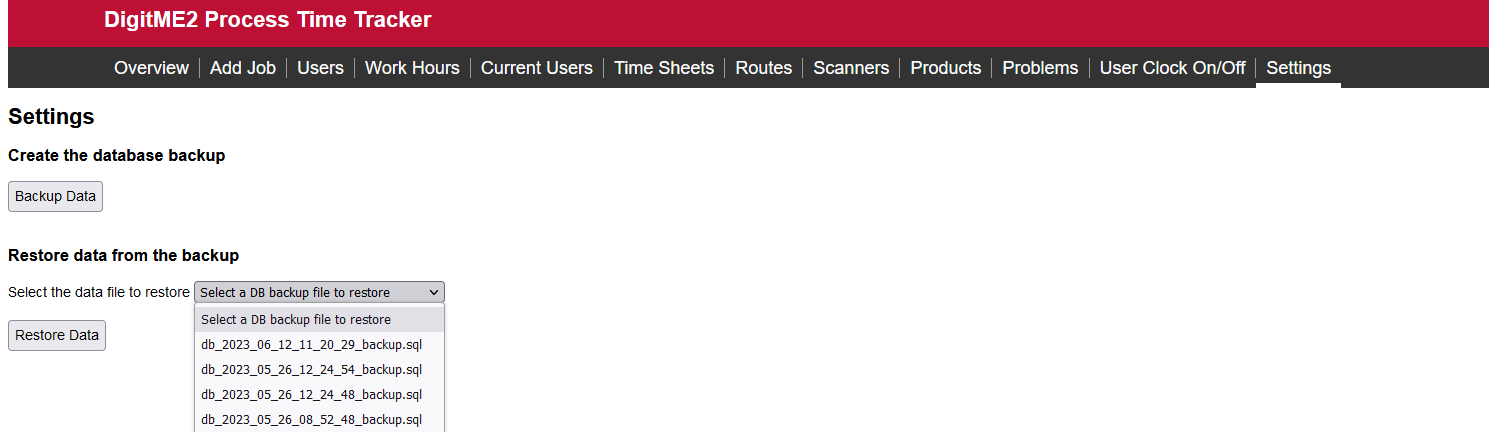 DigitME2 Process Time Tracker
Overview Add Job Users Work Hours Current Users Time Sheets Routes Scanners Products Problems User Clock On/Off Settings
Settings
Create the database backup
Backup Data
Restore data from the backup
Select the data file to restore Select a DB backup file to restore
Select a DB backup file to restore
Restore Data
db_2023_06_12_11_20_29_backup.sql
db_2023_05_26_12_24_54_backup.sql
db_2023_05_26_12_24_48_backup.sql
db_2023_05_26_08_52_48_backup.sql